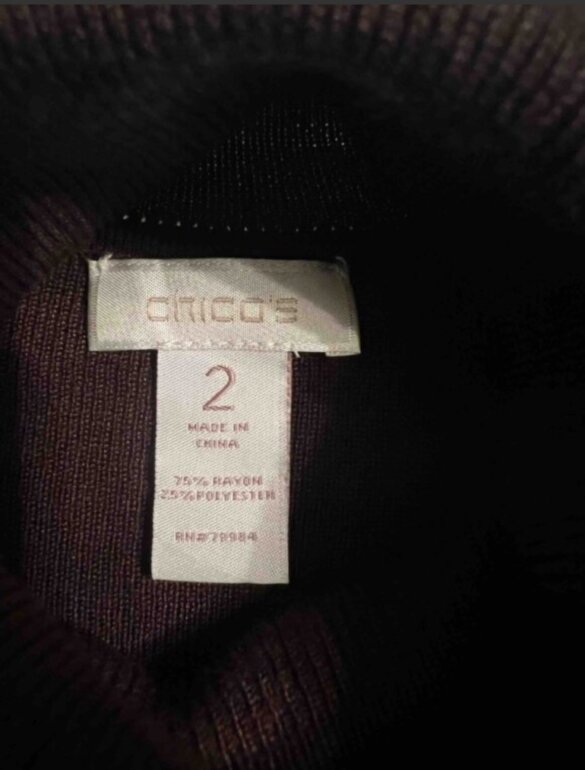 CHICO'S
2
MADE IN
CHINA
75% RAYON
25% POLYESTER
RN#79984